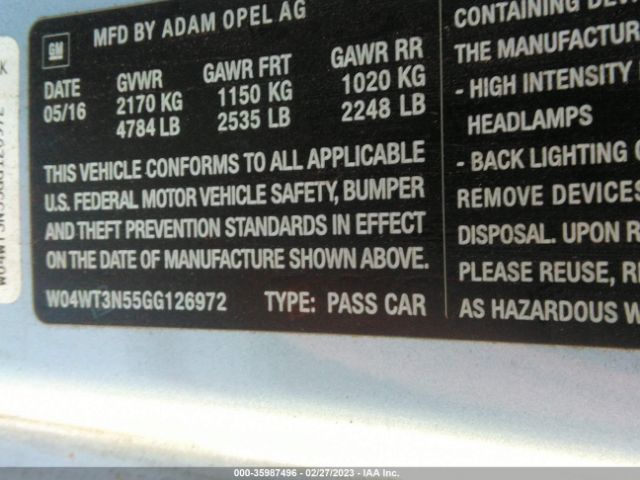 GM
MFD BY ADAM OPEL AG
DATE GVWR GAWR FRT GAWR RR
05/16 2170 KG 1150 KG 1020 KG
4784 LB 2535 LB 2248 LB
THIS VEHICLE CONFORMS TO ALL APPLICABLE
U.S. FEDERAL MOTOR VEHICLE SAFETY, BUMPER
AND THEFT PREVENTION STANDARDS IN EFFECT
ON THE DATE OF MANUFACTURE SHOWN ABOVE.
W04WT3N55GG126972 TYPE: PASS CAR
CONTAINING
THE MANUFACTUR
- HIGH INTENSITY
HEADLAMPS
- BACK LIGHTING
REMOVE DEVICES
DISPOSAL. UPON R
PLEASE REUSE,
AS HAZARDOUS W
W04WT3N55GG126972
000-35987496 - 02/27/2023 - IAA Inc.